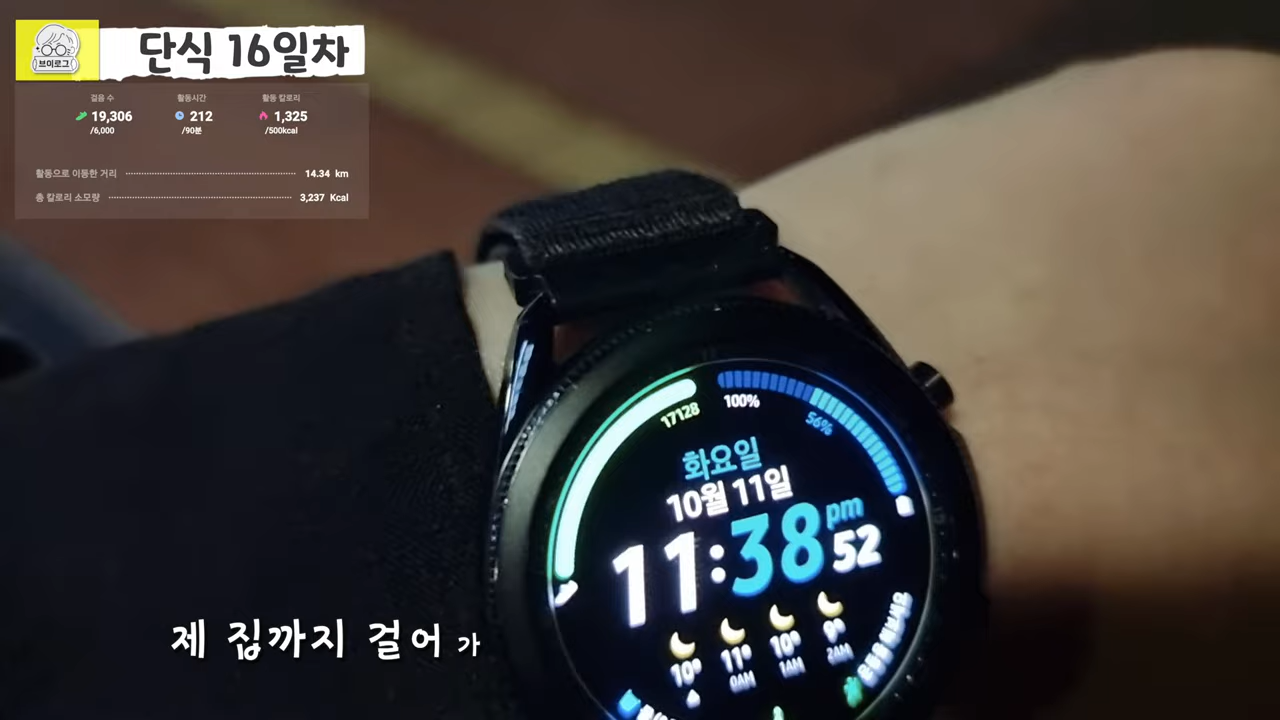 브이로그
단식 16일차
걸음 수 활동시간 활동 칼로리
19,306 212 1,325
/6,000 /90분 /500kcal
활동으로 이동한 거리 14.34 km
총 칼로리 소모량 3,237 Kcal
17128 100% 56%
화요일
10월 11일
11:38 pm 52
10° 11° 10° 9°
0AM 1AM 2AM
제 집까지 걸어 가